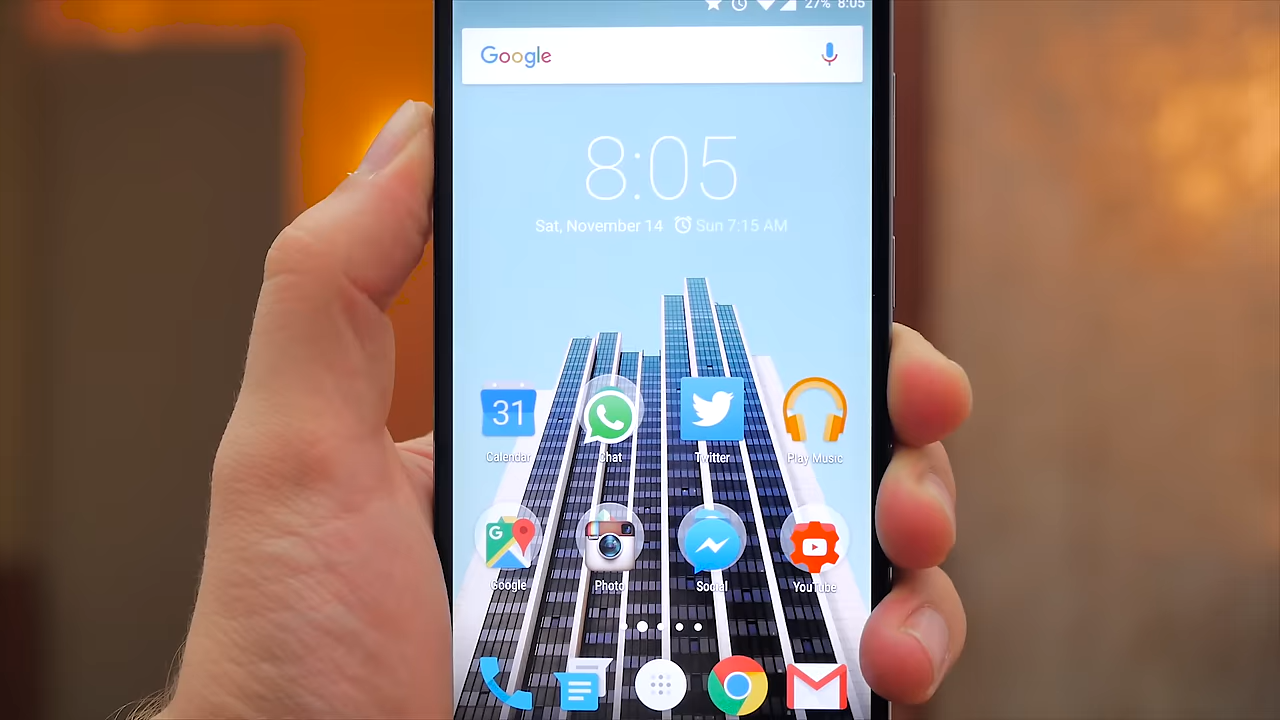 27% 8:05
Google
8:05
Sat, November 14 Sun 7:15 AM
31
Calendar Chat Twitter Play Music
G
Google Photo Social YouTube